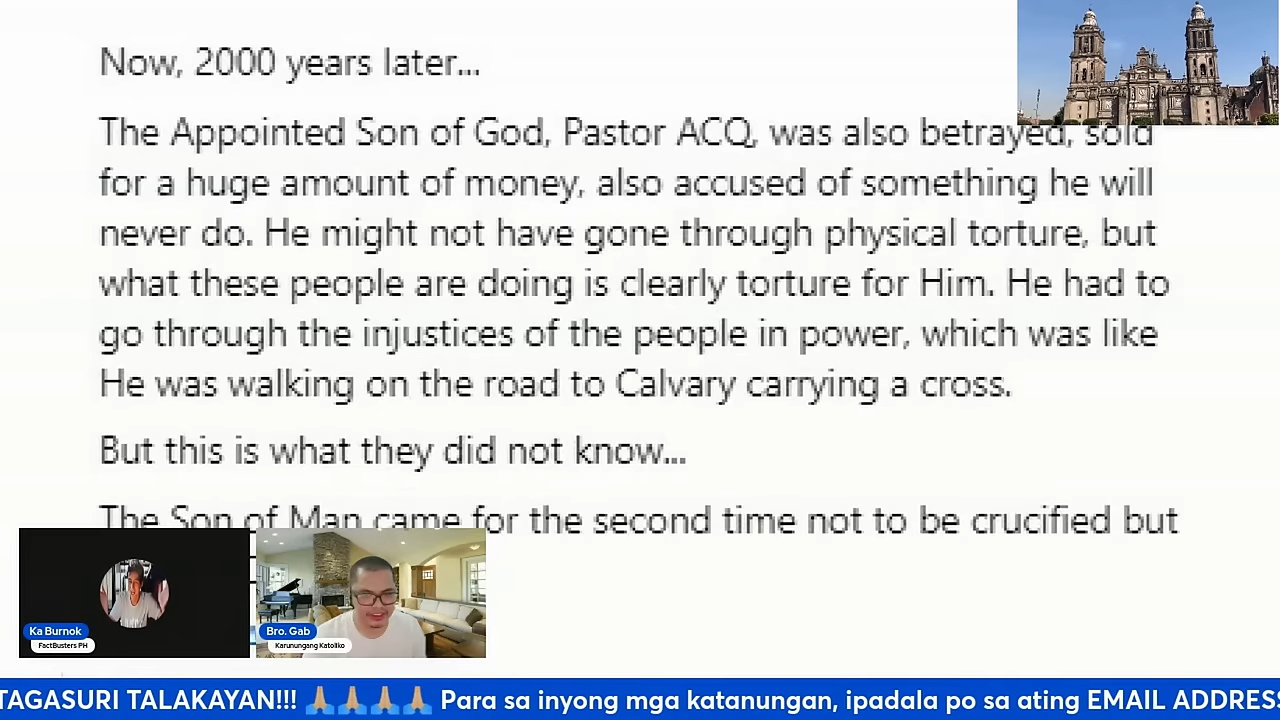 Now, 2000 years later...
The Appointed Son of God, Pastor ACQ, was also betrayed, sold
for a huge amount of money, also accused of something he will
never do. He might not have gone through physical torture, but
what these people are doing is clearly torture for Him. He had to
go through the injustices of the people in power, which was like
He was walking on the road to Calvary carrying a cross.
But this is what they did not know...
The Son of Man came for the second time not to be crucified but
Ka Burnok
FactBusters PH
Bro. Gab
Karunungang Katoliko
TAGASURI TALAKAYAN!!! 🙏🏽🙏🏽🙏🏽🙏🏽 Para sa inyong mga katanungan, ipadala po sa ating EMAIL ADDRESS